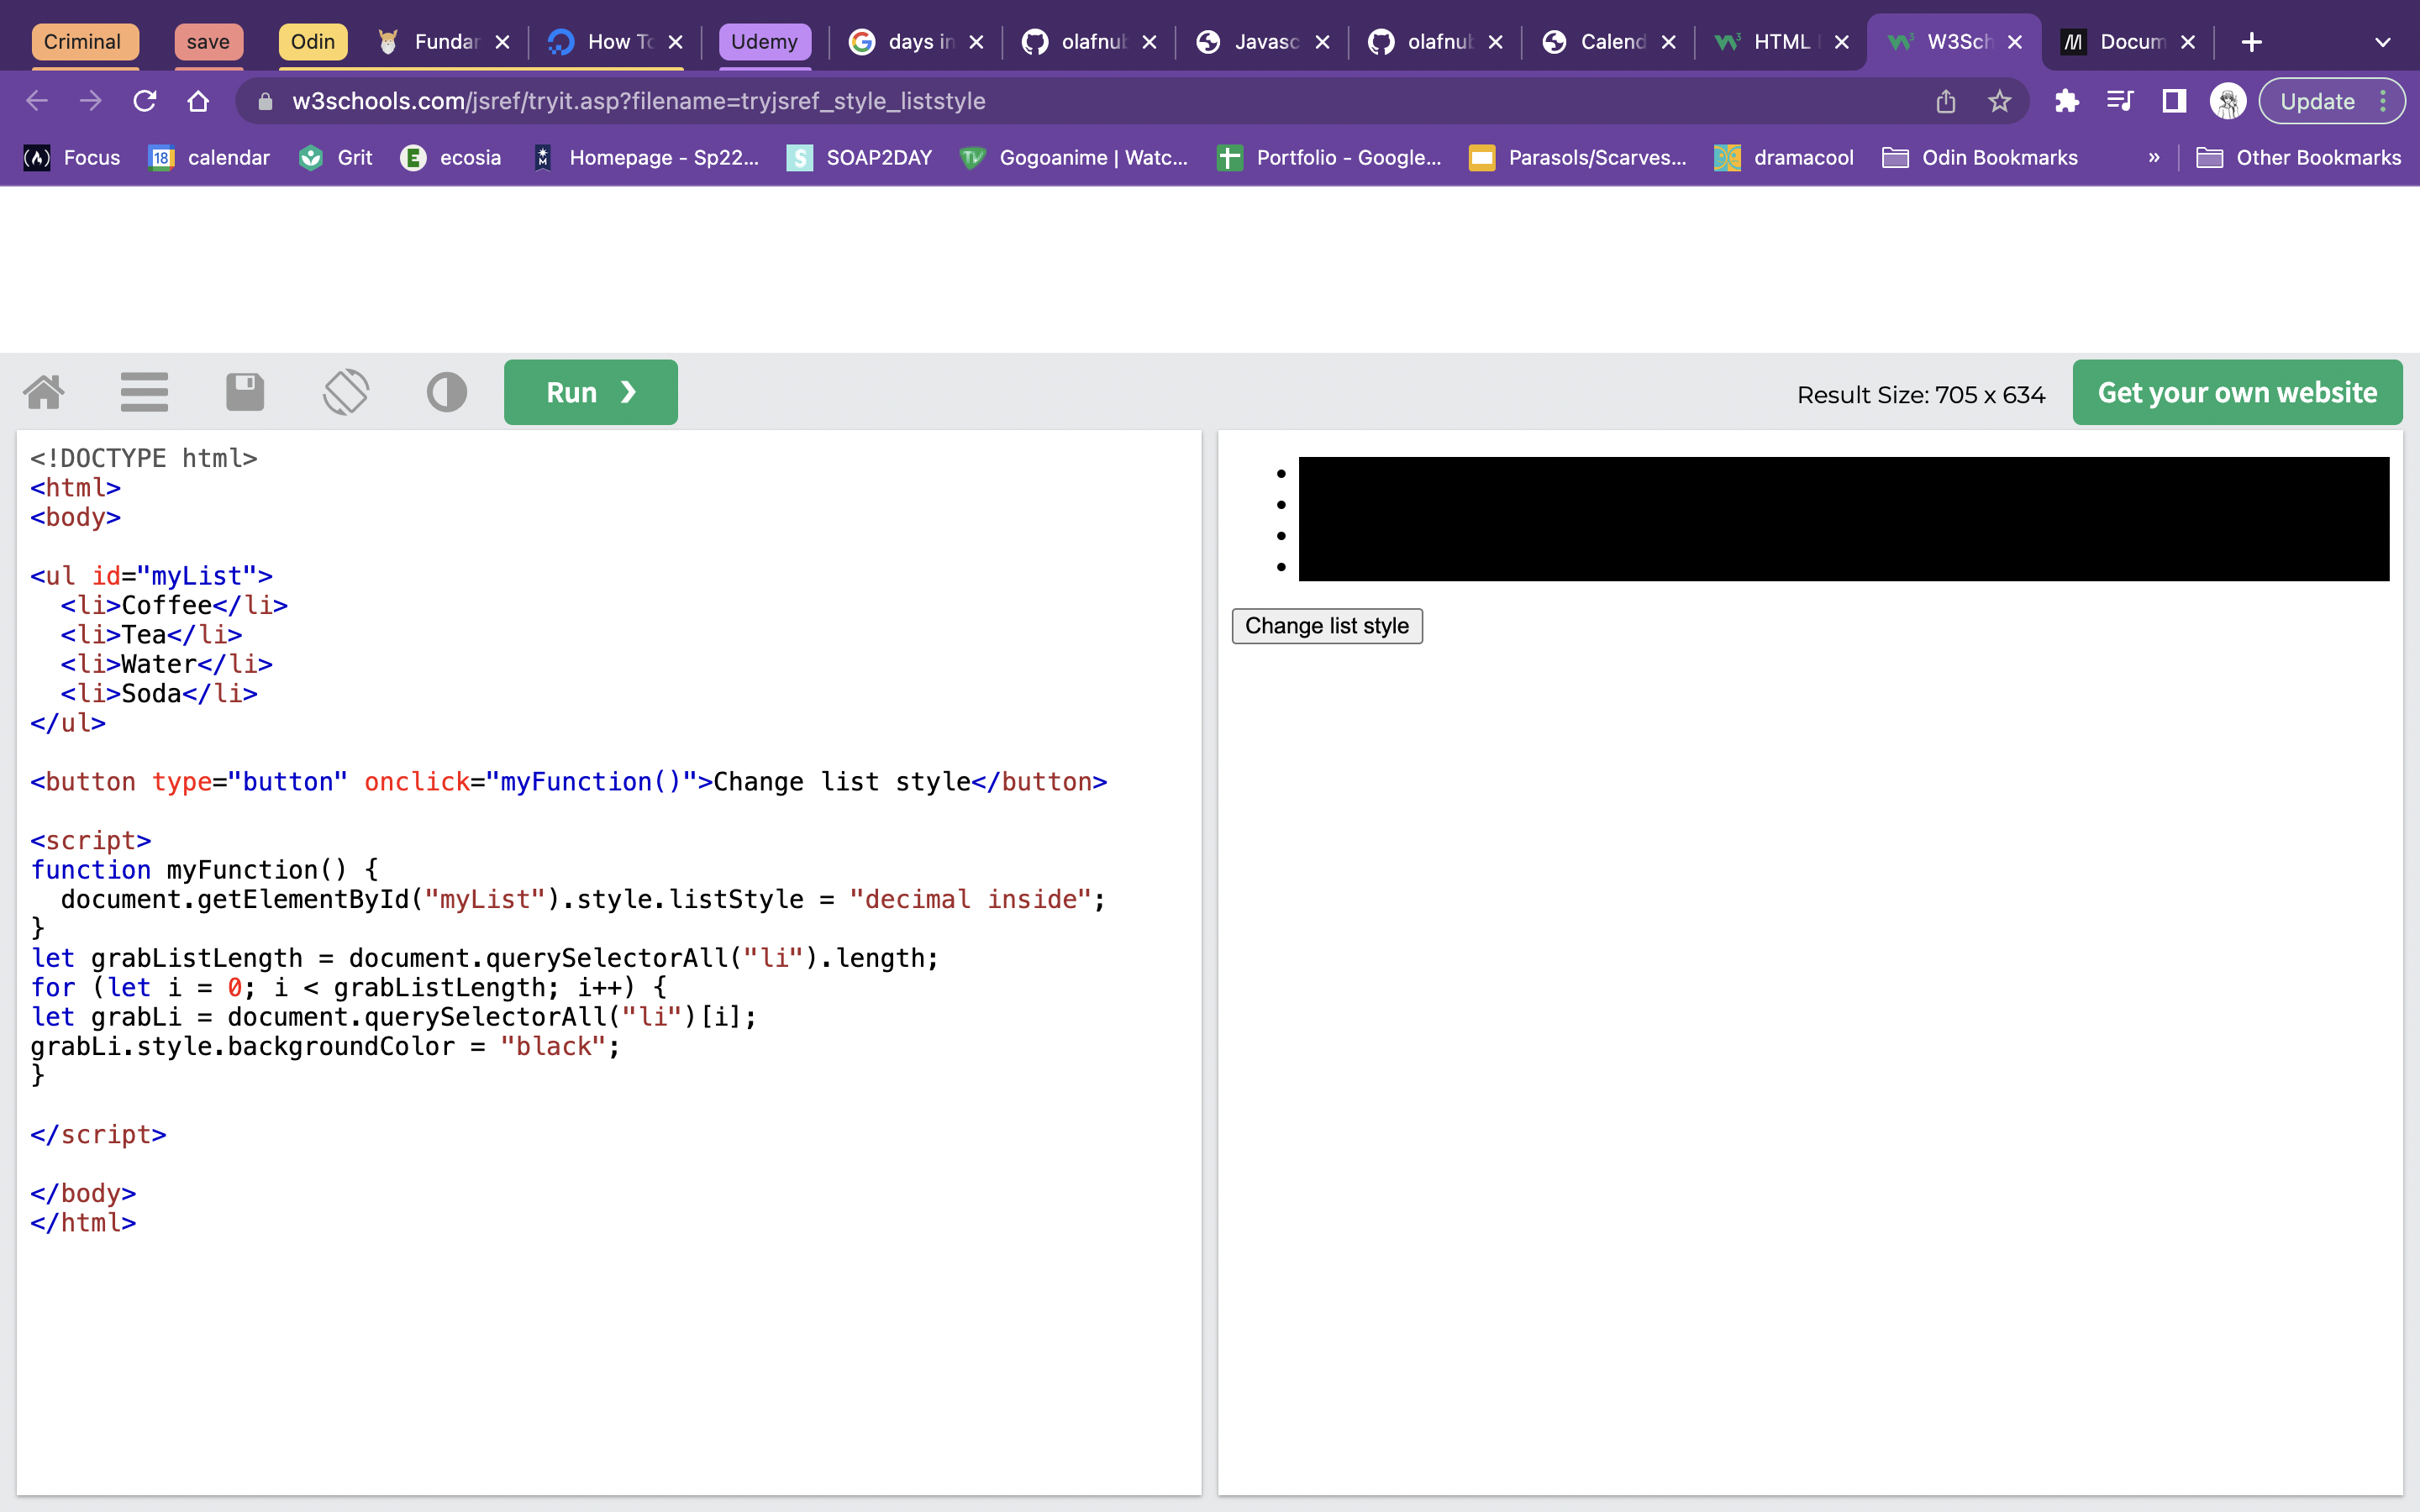 Criminal save Odin Fundar How To Udemy days in olafnub Javasc olafnub Calend HTML W3Sch Docum
w3schools.com/jsref/tryit.asp?filename=tryjsref_style_liststyle Update
Focus 18 calendar Grit ecosia Homepage - Sp22... SOAP2DAY Gogoanime | Watc... Portfolio - Google... Parasols/Scarves... dramacool Odin Bookmarks » Other Bookmarks
Run ❯ Result Size: 705 x 634 Get your own website
<!DOCTYPE html>
<html>
<body>
<ul id="myList">
  <li>Coffee</li>
  <li>Tea</li>
  <li>Water</li>
  <li>Soda</li>
</ul>
<button type="button" onclick="myFunction()">Change list style</button>
<script>
function myFunction() {
  document.getElementById("myList").style.listStyle = "decimal inside";
}
let grabListLength = document.querySelectorAll("li").length;
for (let i = 0; i < grabListLength; i++) {
let grabLi = document.querySelectorAll("li")[i];
grabLi.style.backgroundColor = "black";
}
</script>
</body>
</html>
Change list style